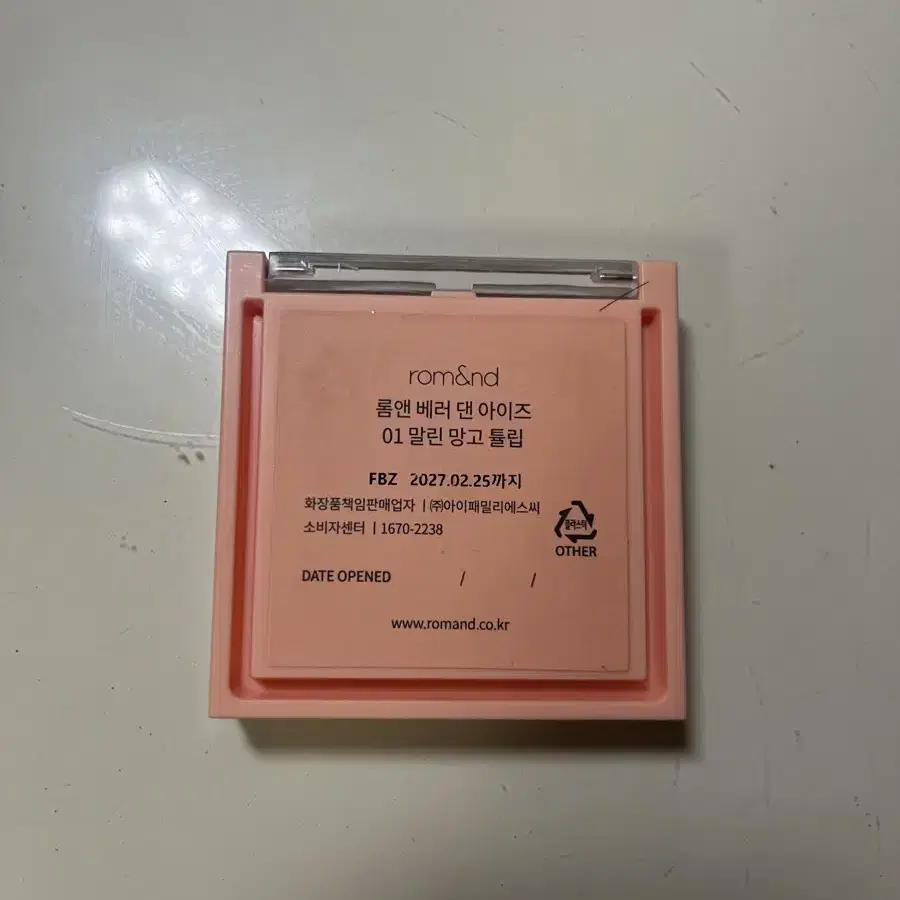 rom&nd
롬앤 베러 댄 아이즈
01 말린 망고 튤립
FBZ 2027.02.25까지
화장품책임판매업자 ㅣ㈜아이패밀리에스씨
소비자센터 ㅣ1670-2238
플라스틱
OTHER
DATE OPENED / /
www.romand.co.kr